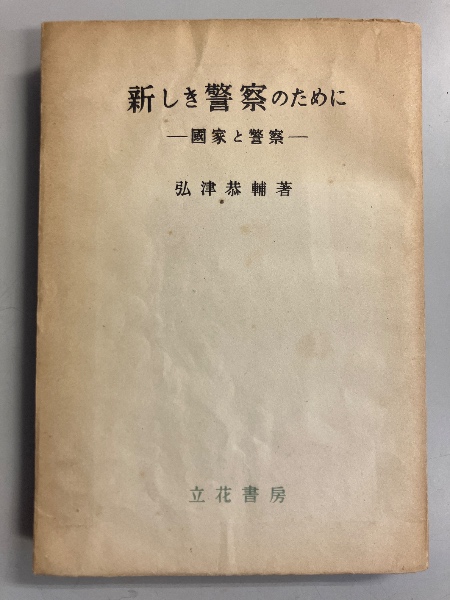 新しき警察のために
―國家と警察―
弘津恭輔著
立花書房